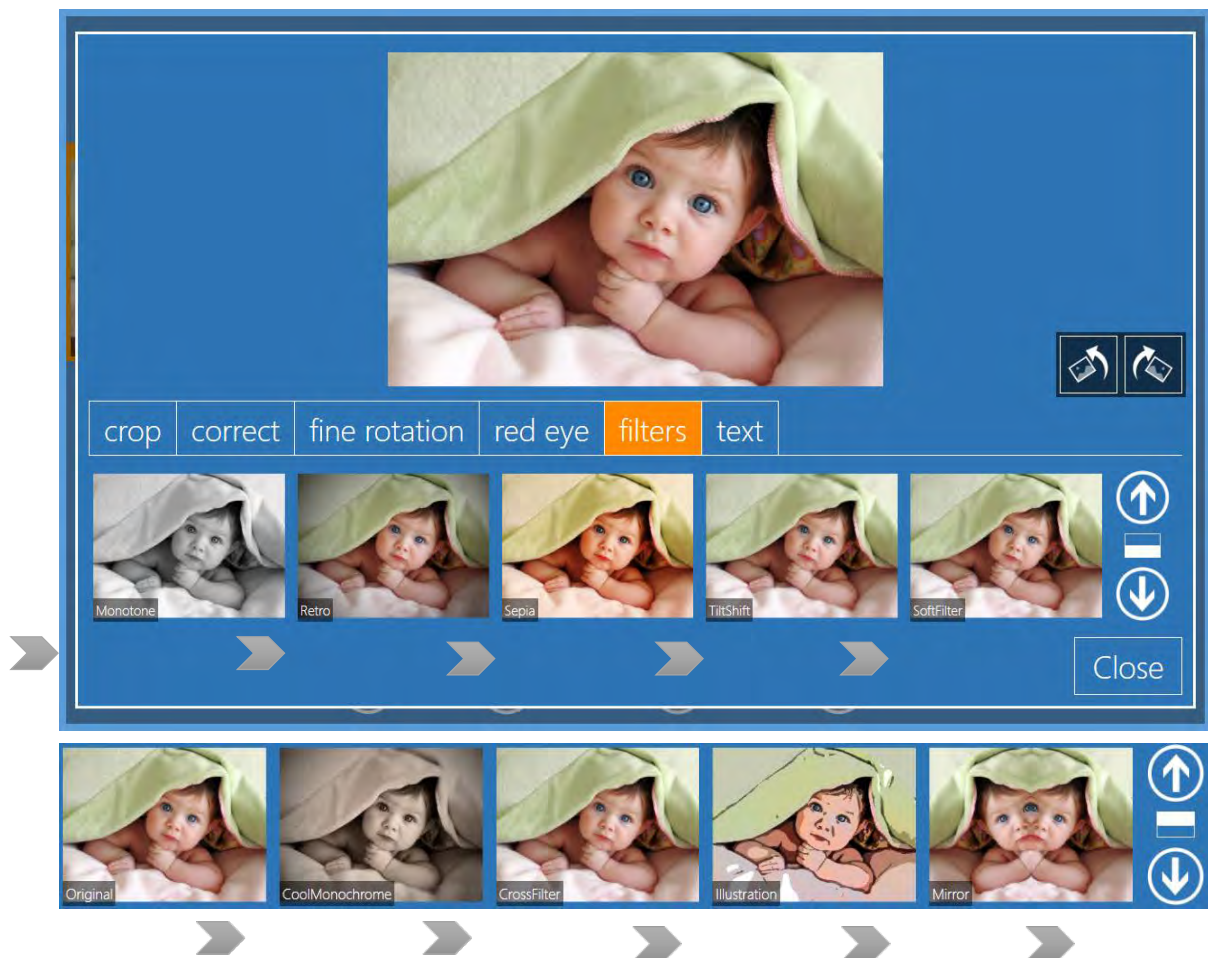 crop correct fine rotation red eye filters text
Monotone Retro Sepia TiltShift SoftFilter
Close
Original CoolMonochrome CrossFilter Illustration Mirror